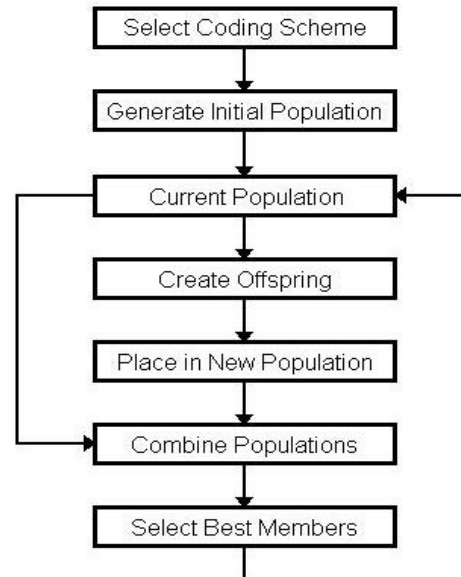 Select Coding Scheme
Generate Initial Population
Current Population
Create Offspring
Place in New Population
Combine Populations
Select Best Members